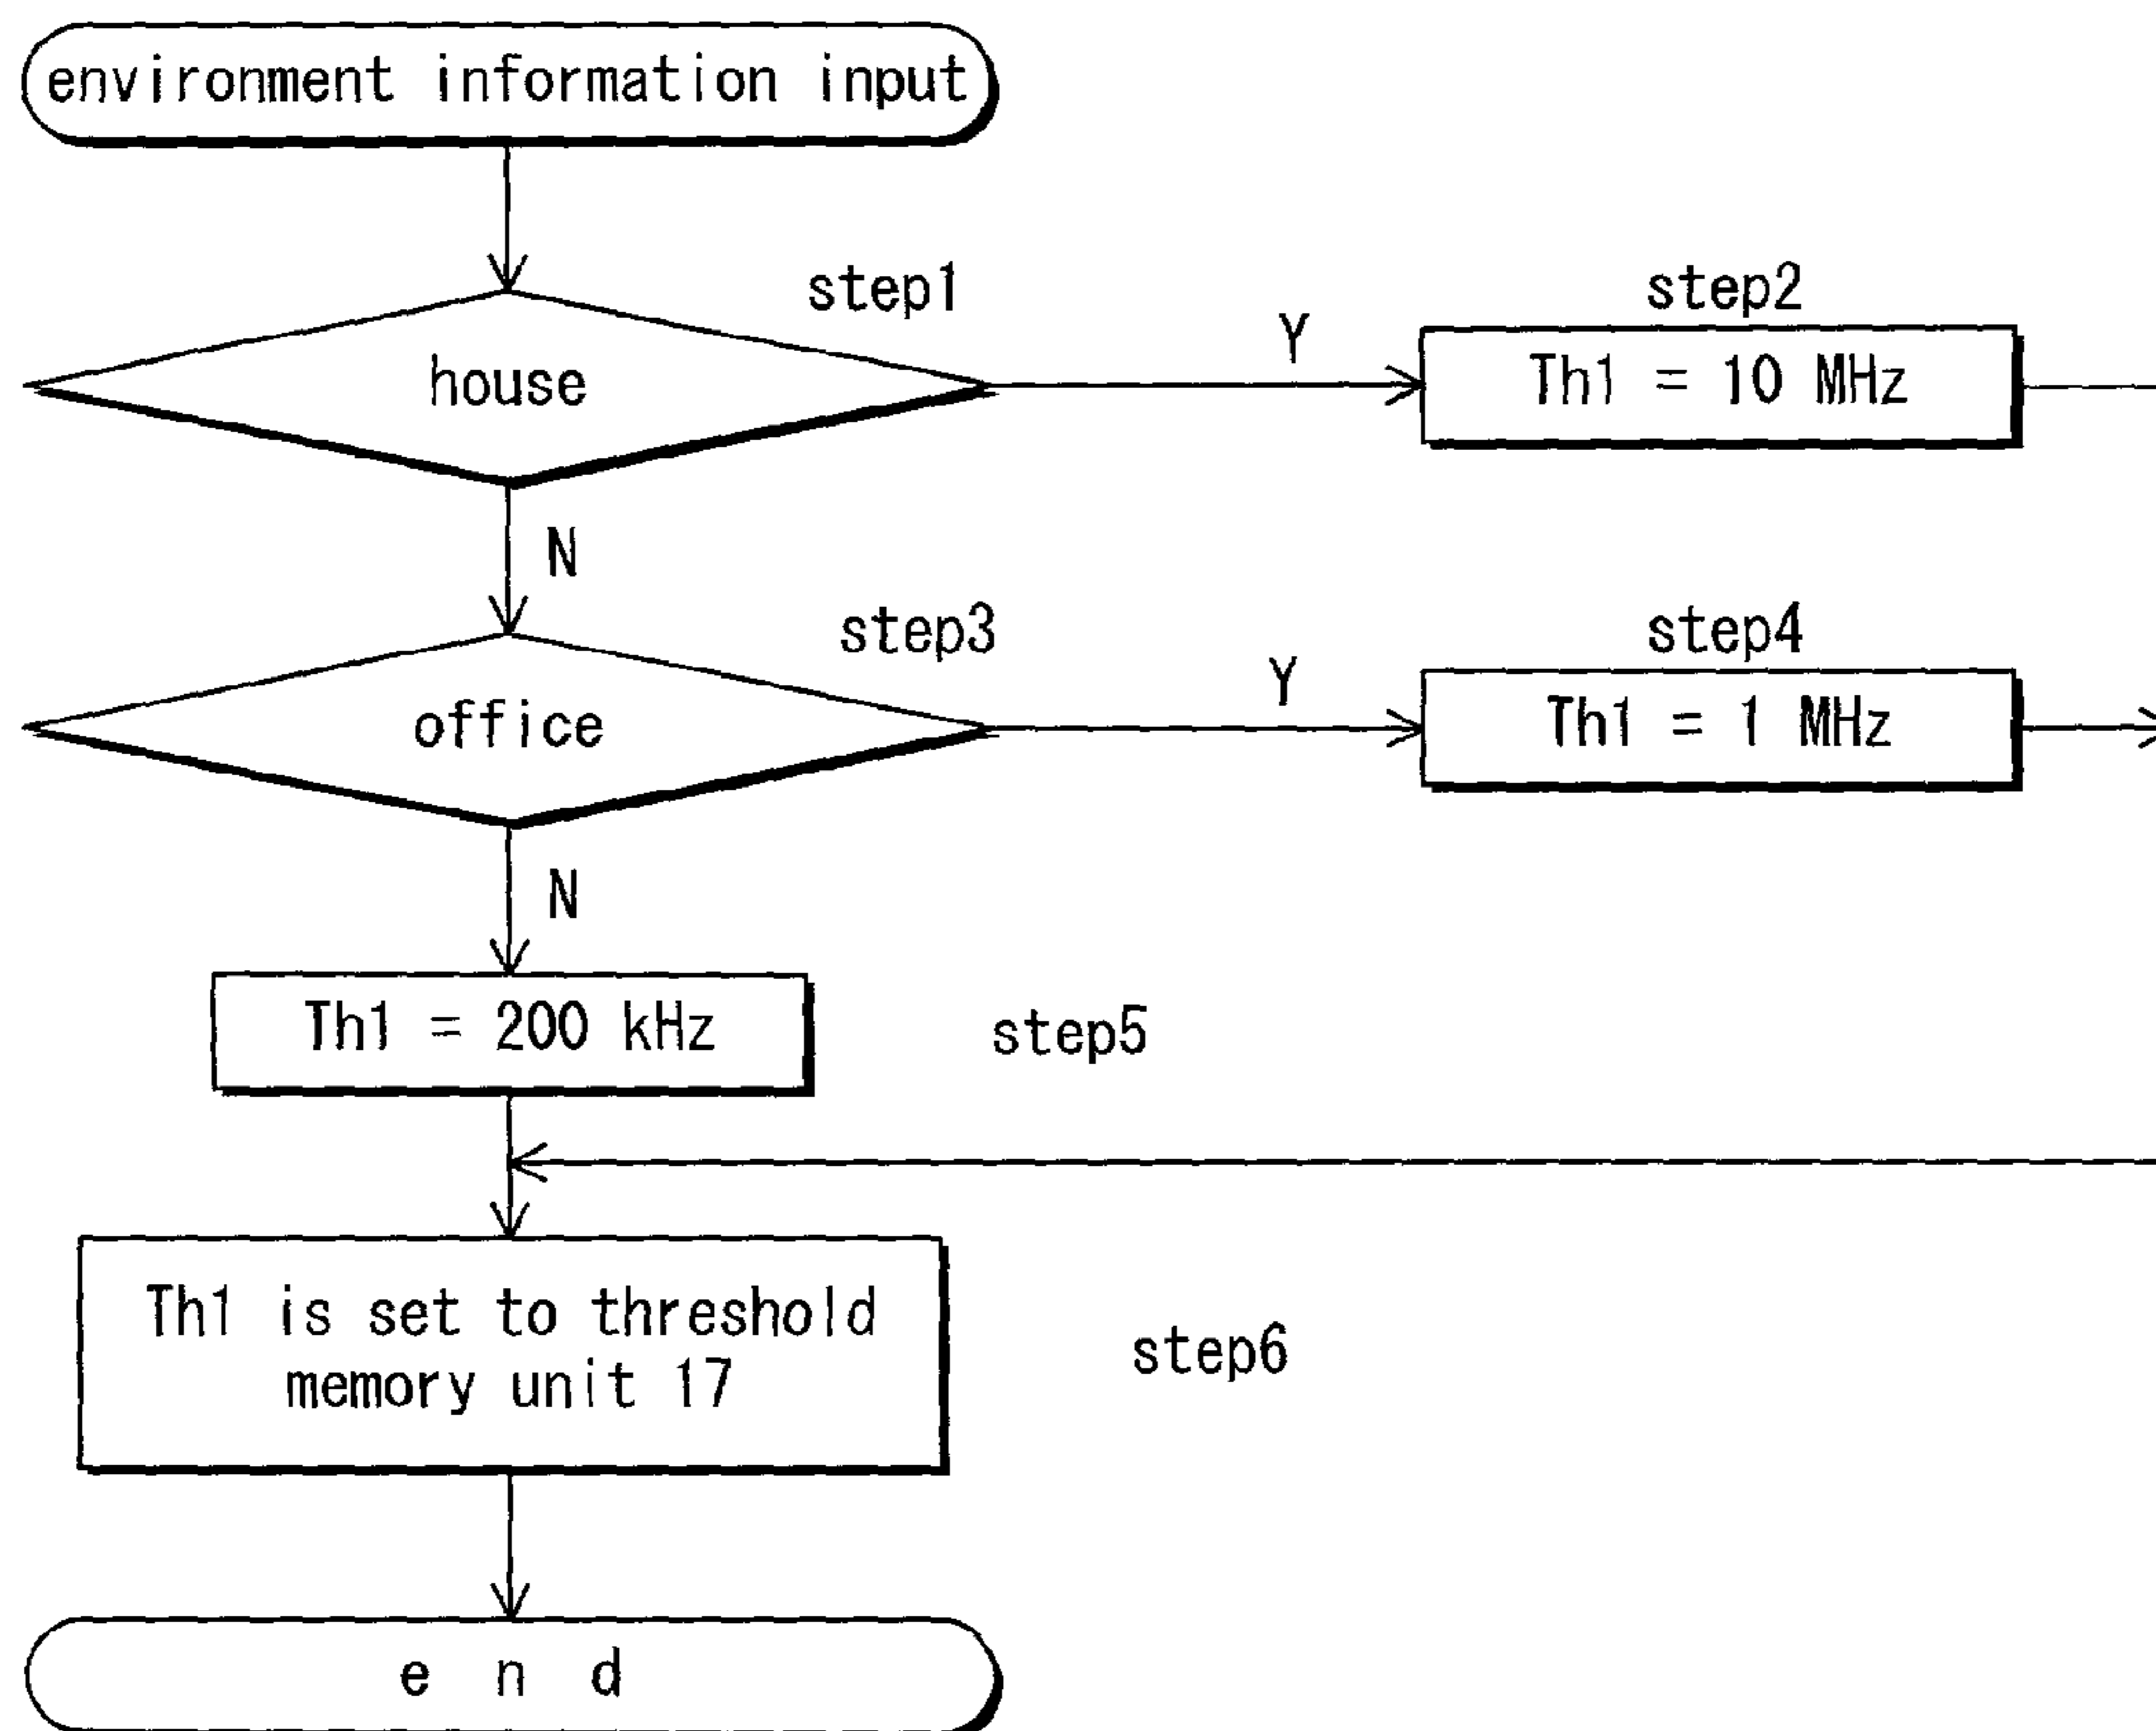 environment information input
step1
house
Y
step2
Th1 = 10 MHz
N
step3
office
Y
step4
Th1 = 1 MHz
N
Th1 = 200 kHz
step5
Th1 is set to threshold
memory unit 17
step6
e n d